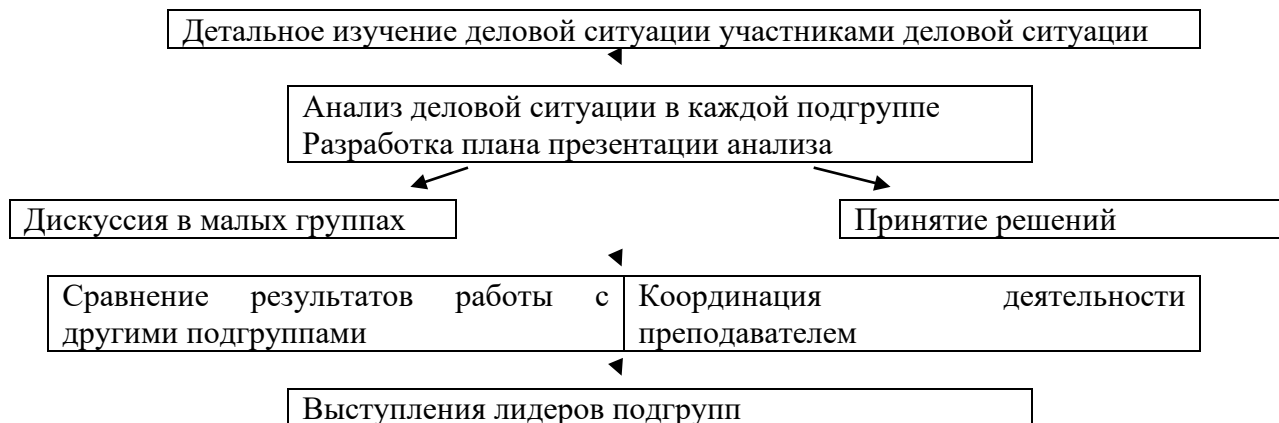 Детальное изучение деловой ситуации участниками деловой ситуации
Анализ деловой ситуации в каждой подгруппе
Разработка плана презентации анализа
Дискуссия в малых группах
Принятие решений
Сравнение результатов работы с
другими подгруппами
Координация деятельности
преподавателем
Выступления лидеров подгрупп